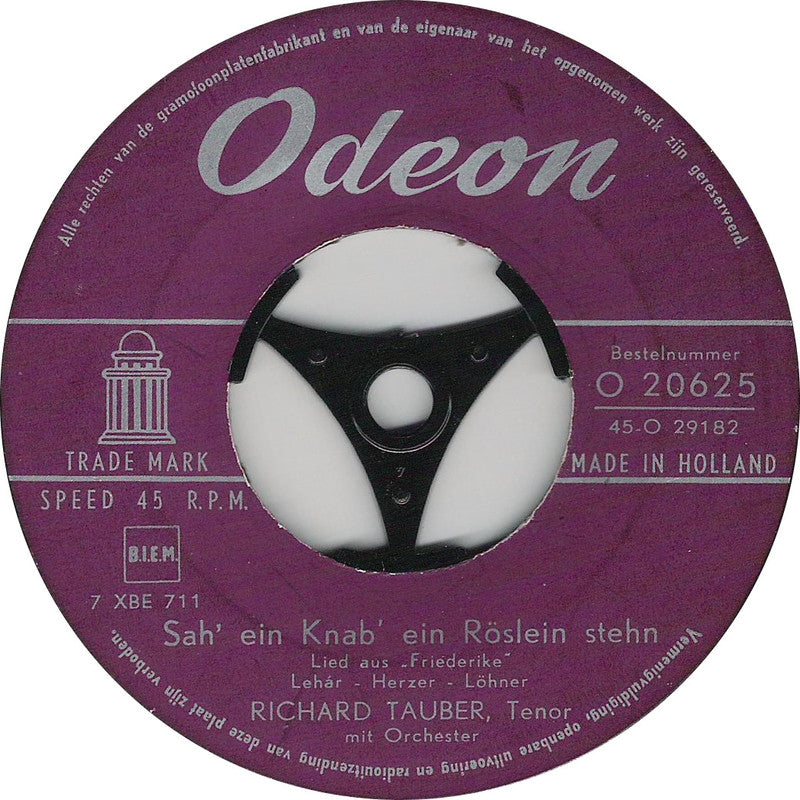 Alle rechten van de gramofoonplatenfabrikant en van de eigenaar van het opgenomen werk zijn gereserveerd.
Odeon
TRADE MARK
SPEED 45 R.P.M.
Bestelnummer
O 20625
45-O 29182
MADE IN HOLLAND
B.I.E.M.
7 XBE 711
Sah' ein Knab' ein Röslein stehn
Lied aus „Friederike"
Lehár - Herzer - Löhner
RICHARD TAUBER, Tenor
mit Orchester
Vermenigvuldiging, openbare uitvoering en radiouitzending van deze plaat zijn verboden.